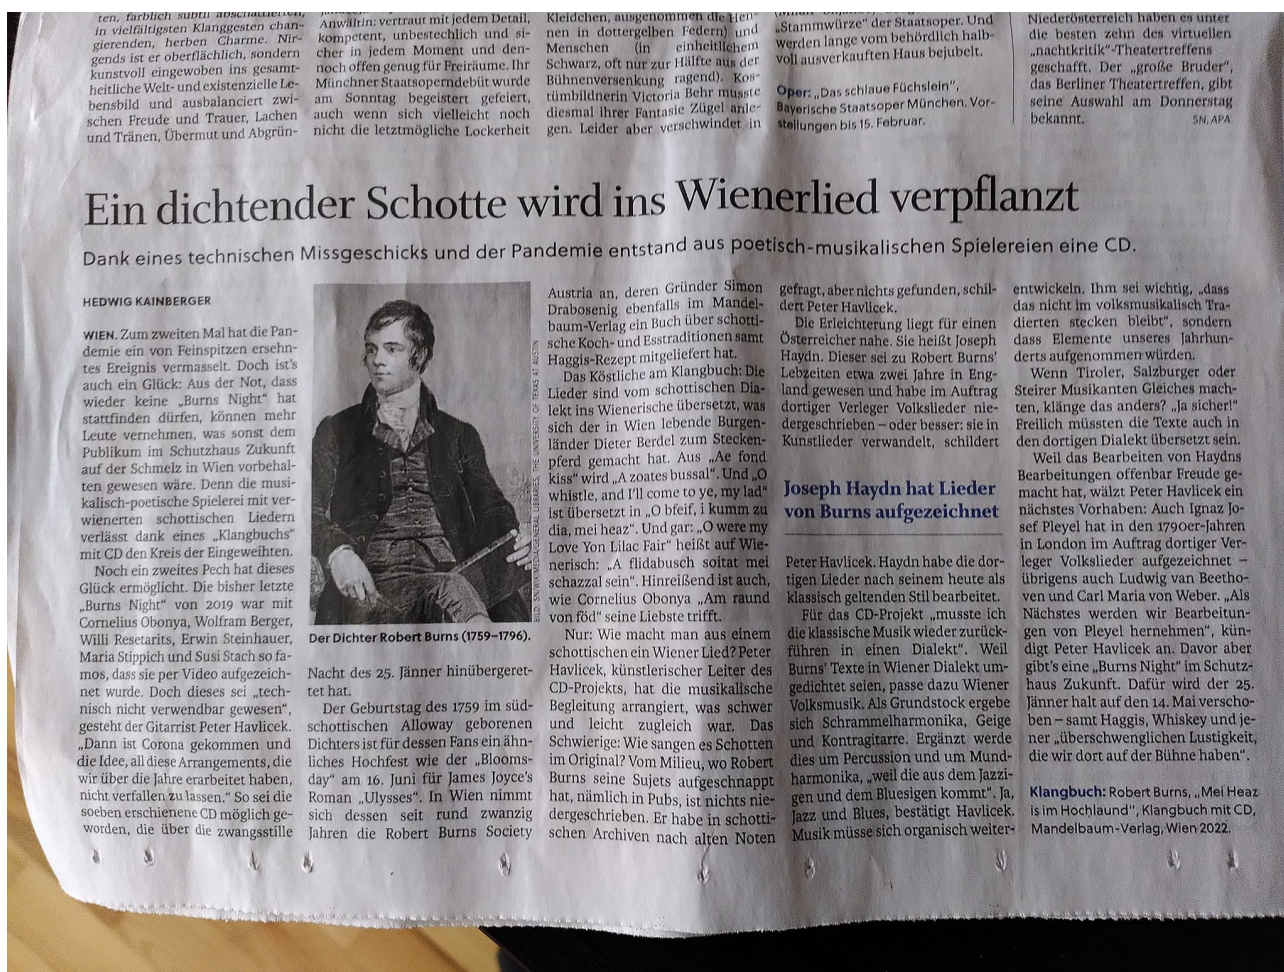 ten, farblich subtil abschattierten,
in vielfältigsten Klanggesten chan-
gierenden, herben Charme. Nir-
gends ist er oberflächlich, sondern
kunstvoll eingewoben ins gesamt-
heitliche Welt- und existenzielle Le-
bensbild und ausbalanciert zwi-
schen Freude und Trauer, Lachen
und Tränen, Übermut und Abgrün-
Anwältin: vertraut mit jedem Detail,
kompetent, unbestechlich und si-
cher in jedem Moment und den-
noch offen genug für Freiräume. Ihr
Münchner Staatsoperndebüt wurde
am Sonntag begeistert gefeiert,
auch wenn sich vielleicht noch
nicht die letztmögliche Lockerheit
Kleidchen, ausgenommen die Hen-
nen in dottergelben Federn) und
Menschen (in einheitlichem
Schwarz, oft nur zur Hälfte aus der
Bühnenversenkung ragend). Kos-
tümbildnerin Victoria Behr musste
diesmal ihrer Fantasie Zügel anle-
gen. Leider aber verschwindet in
„Stammwürze“ der Staatsoper. Und
werden lange vom behördlich halb-
voll ausverkauften Haus bejubelt.
Oper: „Das schlaue Füchslein“,
Bayerische Staatsoper München. Vor-
stellungen bis 15. Februar.
Niederösterreich haben es unter
die besten zehn des virtuellen
„nachtkritik“-Theatertreffens
geschafft. Der „große Bruder“,
das Berliner Theatertreffen, gibt
seine Auswahl am Donnerstag
bekannt. SN, APA
Ein dichtender Schotte wird ins Wienerlied verpflanzt
Dank eines technischen Missgeschicks und der Pandemie entstand aus poetisch-musikalischen Spielereien eine CD.
HEDWIG KAINBERGER
WIEN. Zum zweiten Mal hat die Pan-
demie ein von Feinspitzen ersehn-
tes Ereignis vermasselt. Doch ist's
auch ein Glück: Aus der Not, dass
wieder keine „Burns Night“ hat
stattfinden dürfen, können mehr
Leute vernehmen, was sonst dem
Publikum im Schutzhaus Zukunft
auf der Schmelz in Wien vorbehal-
ten gewesen wäre. Denn die musi-
kalisch-poetische Spielerei mit ver-
wienerten schottischen Liedern
verlässt dank eines „Klangbuchs“
mit CD den Kreis der Eingeweihten.
Noch ein zweites Pech hat dieses
Glück ermöglicht. Die bisher letzte
„Burns Night“ von 2019 war mit
Cornelius Obonya, Wolfram Berger,
Willi Resetarits, Erwin Steinhauer,
Maria Stippich und Susi Stach so fa-
mos, dass sie per Video aufgezeich-
net wurde. Doch dieses sei „tech-
nisch nicht verwendbar gewesen“,
gesteht der Gitarrist Peter Havlicek.
„Dann ist Corona gekommen und
die Idee, all diese Arrangements, die
wir über die Jahre erarbeitet haben,
nicht verfallen zu lassen.“ So sei die
soeben erschienene CD möglich ge-
worden, die über die zwangsstille
BILD: SN/WIKIMEDIA/GENERAL LIBRARIES, THE UNIVERSITY OF TEXAS AT AUSTIN
Der Dichter Robert Burns (1759–1796).
Nacht des 25. Jänner hinübergeret-
tet hat.
Der Geburtstag des 1759 im süd-
schottischen Alloway geborenen
Dichters ist für dessen Fans ein ähn-
liches Hochfest wie der „Blooms-
day“ am 16. Juni für James Joyce's
Roman „Ulysses“. In Wien nimmt
sich dessen seit rund zwanzig
Jahren die Robert Burns Society
Austria an, deren Gründer Simon
Drabosenig ebenfalls im Mandel-
baum-Verlag ein Buch über schotti-
sche Koch- und Esstraditionen samt
Haggis-Rezept mitgeliefert hat.
Das Köstliche am Klangbuch: Die
Lieder sind vom schottischen Dia-
lekt ins Wienerische übersetzt, was
sich der in Wien lebende Burgen-
länder Dieter Berdel zum Stecken-
pferd gemacht hat. Aus „Ae fond
kiss“ wird „A zoates bussal“. Und „O
whistle, and I'll come to ye, my lad“
ist übersetzt in „O bfeif, i kumm zu
dia, mei heaz“. Und gar: „O were my
Love Yon Lilac Fair“ heißt auf Wie-
nerisch: „A flidabusch soitat mei
schazzal sein“. Hinreißend ist auch,
wie Cornelius Obonya „Am raund
von föd“ seine Liebste trifft.
Nur: Wie macht man aus einem
schottischen ein Wiener Lied? Peter
Havlicek, künstlerischer Leiter des
CD-Projekts, hat die musikalische
Begleitung arrangiert, was schwer
und leicht zugleich war. Das
Schwierige: Wie sangen es Schotten
im Original? Vom Milieu, wo Robert
Burns seine Sujets aufgeschnappt
hat, nämlich in Pubs, ist nichts nie-
dergeschrieben. Er habe in schotti-
schen Archiven nach alten Noten
gefragt, aber nichts gefunden, schil-
dert Peter Havlicek.
Die Erleichterung liegt für einen
Österreicher nahe. Sie heißt Joseph
Haydn. Dieser sei zu Robert Burns'
Lebzeiten etwa zwei Jahre in Eng-
land gewesen und habe im Auftrag
dortiger Verleger Volkslieder nie-
dergeschrieben – oder besser: sie in
Kunstlieder verwandelt, schildert
Joseph Haydn hat Lieder
von Burns aufgezeichnet
Peter Havlicek. Haydn habe die dor-
tigen Lieder nach seinem heute als
klassisch geltenden Stil bearbeitet.
Für das CD-Projekt „musste ich
die klassische Musik wieder zurück-
führen in einen Dialekt“. Weil
Burns' Texte in Wiener Dialekt um-
gedichtet seien, passe dazu Wiener
Volksmusik. Als Grundstock ergebe
sich Schrammelharmonika, Geige
und Kontragitarre. Ergänzt werde
dies um Percussion und um Mund-
harmonika, „weil die aus dem Jazzi-
gen und dem Bluesigen kommt“. Ja,
Jazz und Blues, bestätigt Havlicek.
Musik müsse sich organisch weiter-
entwickeln. Ihm sei wichtig, „dass
das nicht im volksmusikalisch Tra-
dierten stecken bleibt“, sondern
dass Elemente unseres Jahrhun-
derts aufgenommen würden.
Wenn Tiroler, Salzburger oder
Steirer Musikanten Gleiches mach-
ten, klänge das anders? „Ja sicher!“
Freilich müssten die Texte auch in
den dortigen Dialekt übersetzt sein.
Weil das Bearbeiten von Haydns
Bearbeitungen offenbar Freude ge-
macht hat, wälzt Peter Havlicek ein
nächstes Vorhaben: Auch Ignaz Jo-
sef Pleyel hat in den 1790er-Jahren
in London im Auftrag dortiger Ver-
leger Volkslieder aufgezeichnet –
übrigens auch Ludwig van Beetho-
ven und Carl Maria von Weber. „Als
Nächstes werden wir Bearbeitun-
gen von Pleyel hernehmen“, kün-
digt Peter Havlicek an. Davor aber
gibt's eine „Burns Night“ im Schutz-
haus Zukunft. Dafür wird der 25.
Jänner halt auf den 14. Mai verscho-
ben – samt Haggis, Whiskey und je-
ner „überschwenglichen Lustigkeit,
die wir dort auf der Bühne haben“.
Klangbuch: Robert Burns, „Mei Heaz
is im Hochlaund“, Klangbuch mit CD,
Mandelbaum-Verlag, Wien 2022.